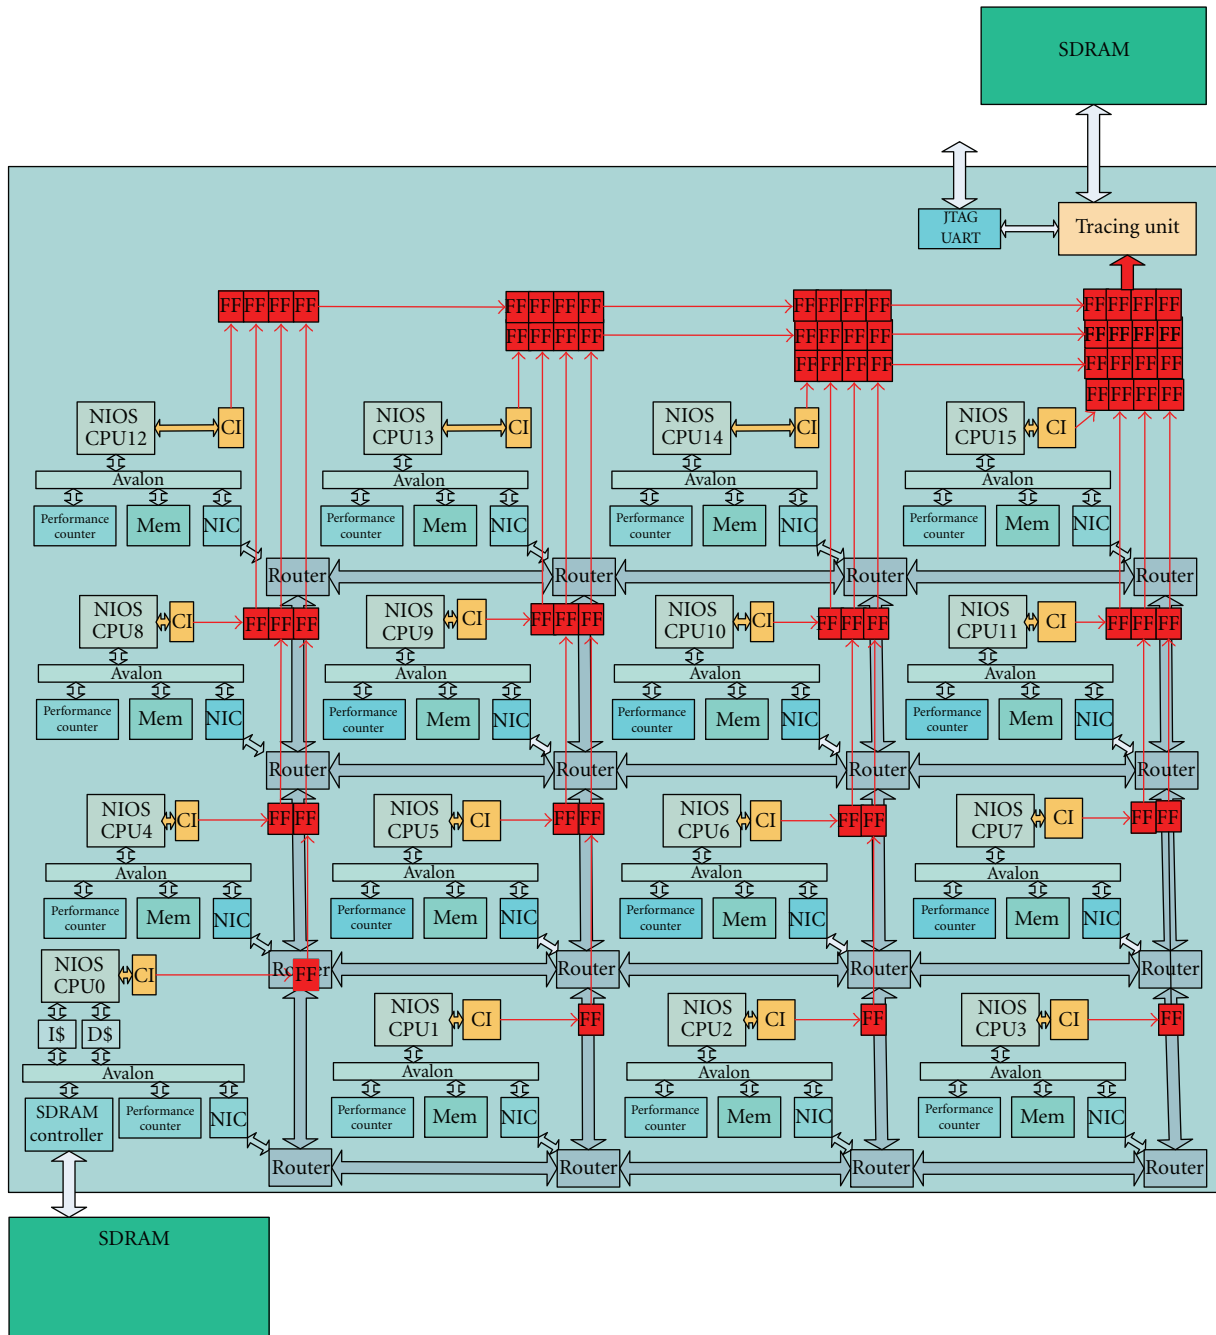 SDRAM
JTAG
UART
Tracing unit
FF FF FF FF
FF FF FF FF
FF FF FF FF
FF FF FF FF
FF FF FF FF
FF FF FF FF
FF FF FF FF
FF FF FF FF
FF FF FF FF
FF FF FF FF
NIOS
CPU12
CI
NIOS
CPU13
CI
NIOS
CPU14
CI
NIOS
CPU15
CI
Avalon
Avalon
Avalon
Avalon
Performance
counter
Mem
NIC
Performance
counter
Mem
NIC
Performance
counter
Mem
NIC
Performance
counter
Mem
NIC
Router
Router
Router
Router
NIOS
CPU8
CI
FF FF FF
NIOS
CPU9
CI
FF FF FF
NIOS
CPU10
CI
FF FF FF
NIOS
CPU11
CI
FF FF FF
Avalon
Avalon
Avalon
Avalon
Performance
counter
Mem
NIC
Performance
counter
Mem
NIC
Performance
counter
Mem
NIC
Performance
counter
Mem
NIC
Router
Router
Router
Router
NIOS
CPU4
CI
FF FF
NIOS
CPU5
CI
FF FF
NIOS
CPU6
CI
FF FF
NIOS
CPU7
CI
FF FF
Avalon
Avalon
Avalon
Avalon
Performance
counter
Mem
NIC
Performance
counter
Mem
NIC
Performance
counter
Mem
NIC
Performance
counter
Mem
NIC
Router
Router
Router
Router
NIOS
CPU0
CI
FF
I$
D$
NIOS
CPU1
CI
FF
NIOS
CPU2
CI
FF
NIOS
CPU3
CI
FF
Avalon
Avalon
Avalon
Avalon
SDRAM
controller
Performance
counter
NIC
Performance
counter
Mem
NIC
Performance
counter
Mem
NIC
Performance
counter
Mem
NIC
Router
Router
Router
Router
SDRAM